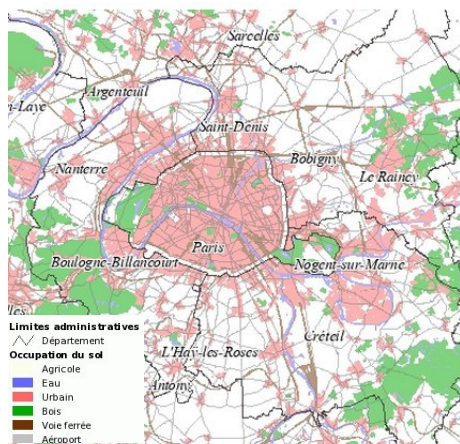 Sarcelles
n-Laye
Argenteuil
Saint-Denis
Bobigny
Nanterre
Le Raincy
Paris
Boulogne-Billancourt
Nogent-sur-Marne
lles
Créteil
L'Haÿ-les-Roses
Antony
Limites administratives
Département
Occupation du sol
Agricole
Eau
Urbain
Bois
Voie ferrée
Aéroport